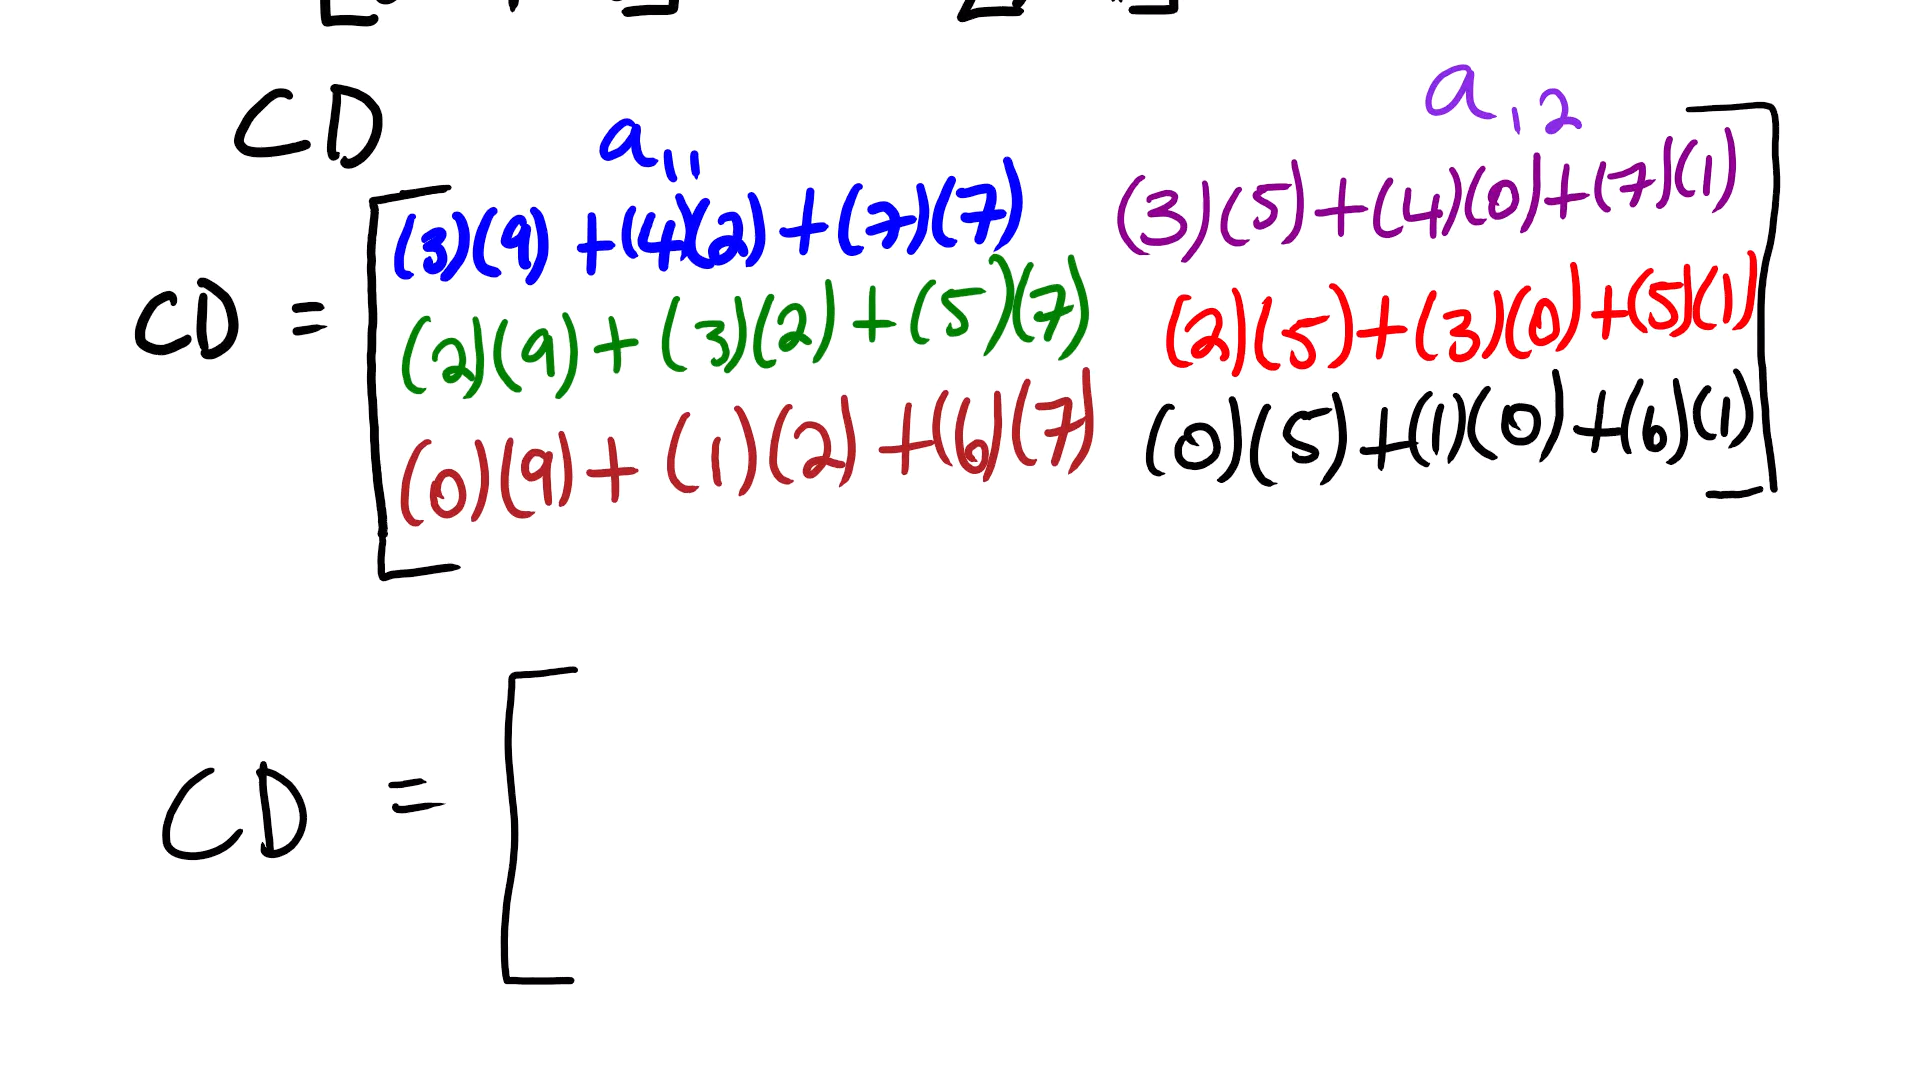 CD
a₁₁ a₁₂
(3)(9) + (4)(2) + (7)(7) (3)(5) + (4)(0) + (7)(1)
CD = (2)(9) + (3)(2) + (5)(7) (2)(5) + (3)(0) + (5)(1)
(0)(9) + (1)(2) + (6)(7) (0)(5) + (1)(0) + (6)(1)
CD = [